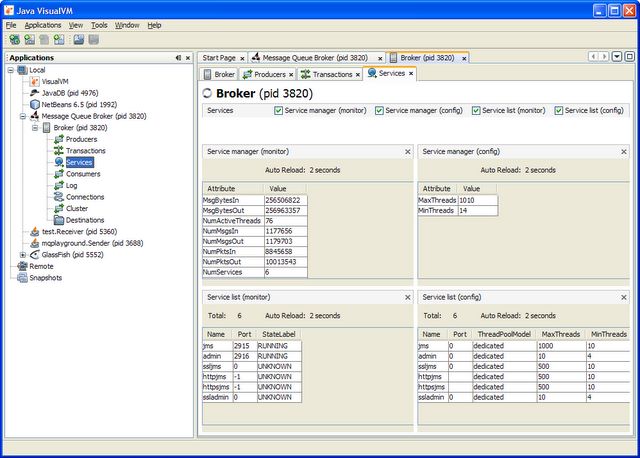 Java VisualVM
File Applications View Tools Window Help
Applications
Local
VisualVM
JavaDB (pid 4976)
NetBeans 6.5 (pid 1992)
Message Queue Broker (pid 3820)
Broker (pid 3820)
Producers
Transactions
Services
Consumers
Log
Connections
Cluster
Destinations
test.Receiver (pid 5360)
mqplayground.Sender (pid 3688)
GlassFish (pid 5552)
Remote
Snapshots
Start Page Message Queue Broker (pid 3820) Broker (pid 3820)
Broker Producers Transactions Services
Broker (pid 3820)
Services Service manager (monitor) Service manager (config) Service list (monitor) Service list (config)
Service manager (monitor)
Auto Reload: 2 seconds
Attribute Value
MsgBytesIn 256506822
MsgBytesOut 256963357
NumActiveThreads 76
NumMsgsIn 1177656
NumMsgsOut 1179703
NumPktsIn 8845658
NumPktsOut 10013543
NumServices 6
Service manager (config)
Auto Reload: 2 seconds
Attribute Value
MaxThreads 1010
MinThreads 14
Service list (monitor)
Total: 6 Auto Reload: 2 seconds
Name Port StateLabel
jms 2915 RUNNING
admin 2916 RUNNING
ssljms 0 UNKNOWN
httpjms -1 UNKNOWN
httpsjms -1 UNKNOWN
ssladmin 0 UNKNOWN
Service list (config)
Total: 6 Auto Reload: 2 seconds
Name Port ThreadPoolModel MaxThreads MinThreads
jms 0 dedicated 1000 10
admin 0 dedicated 10 4
ssljms 0 dedicated 500 10
httpjms dedicated 500 10
httpsjms dedicated 500 10
ssladmin 0 dedicated 10 4